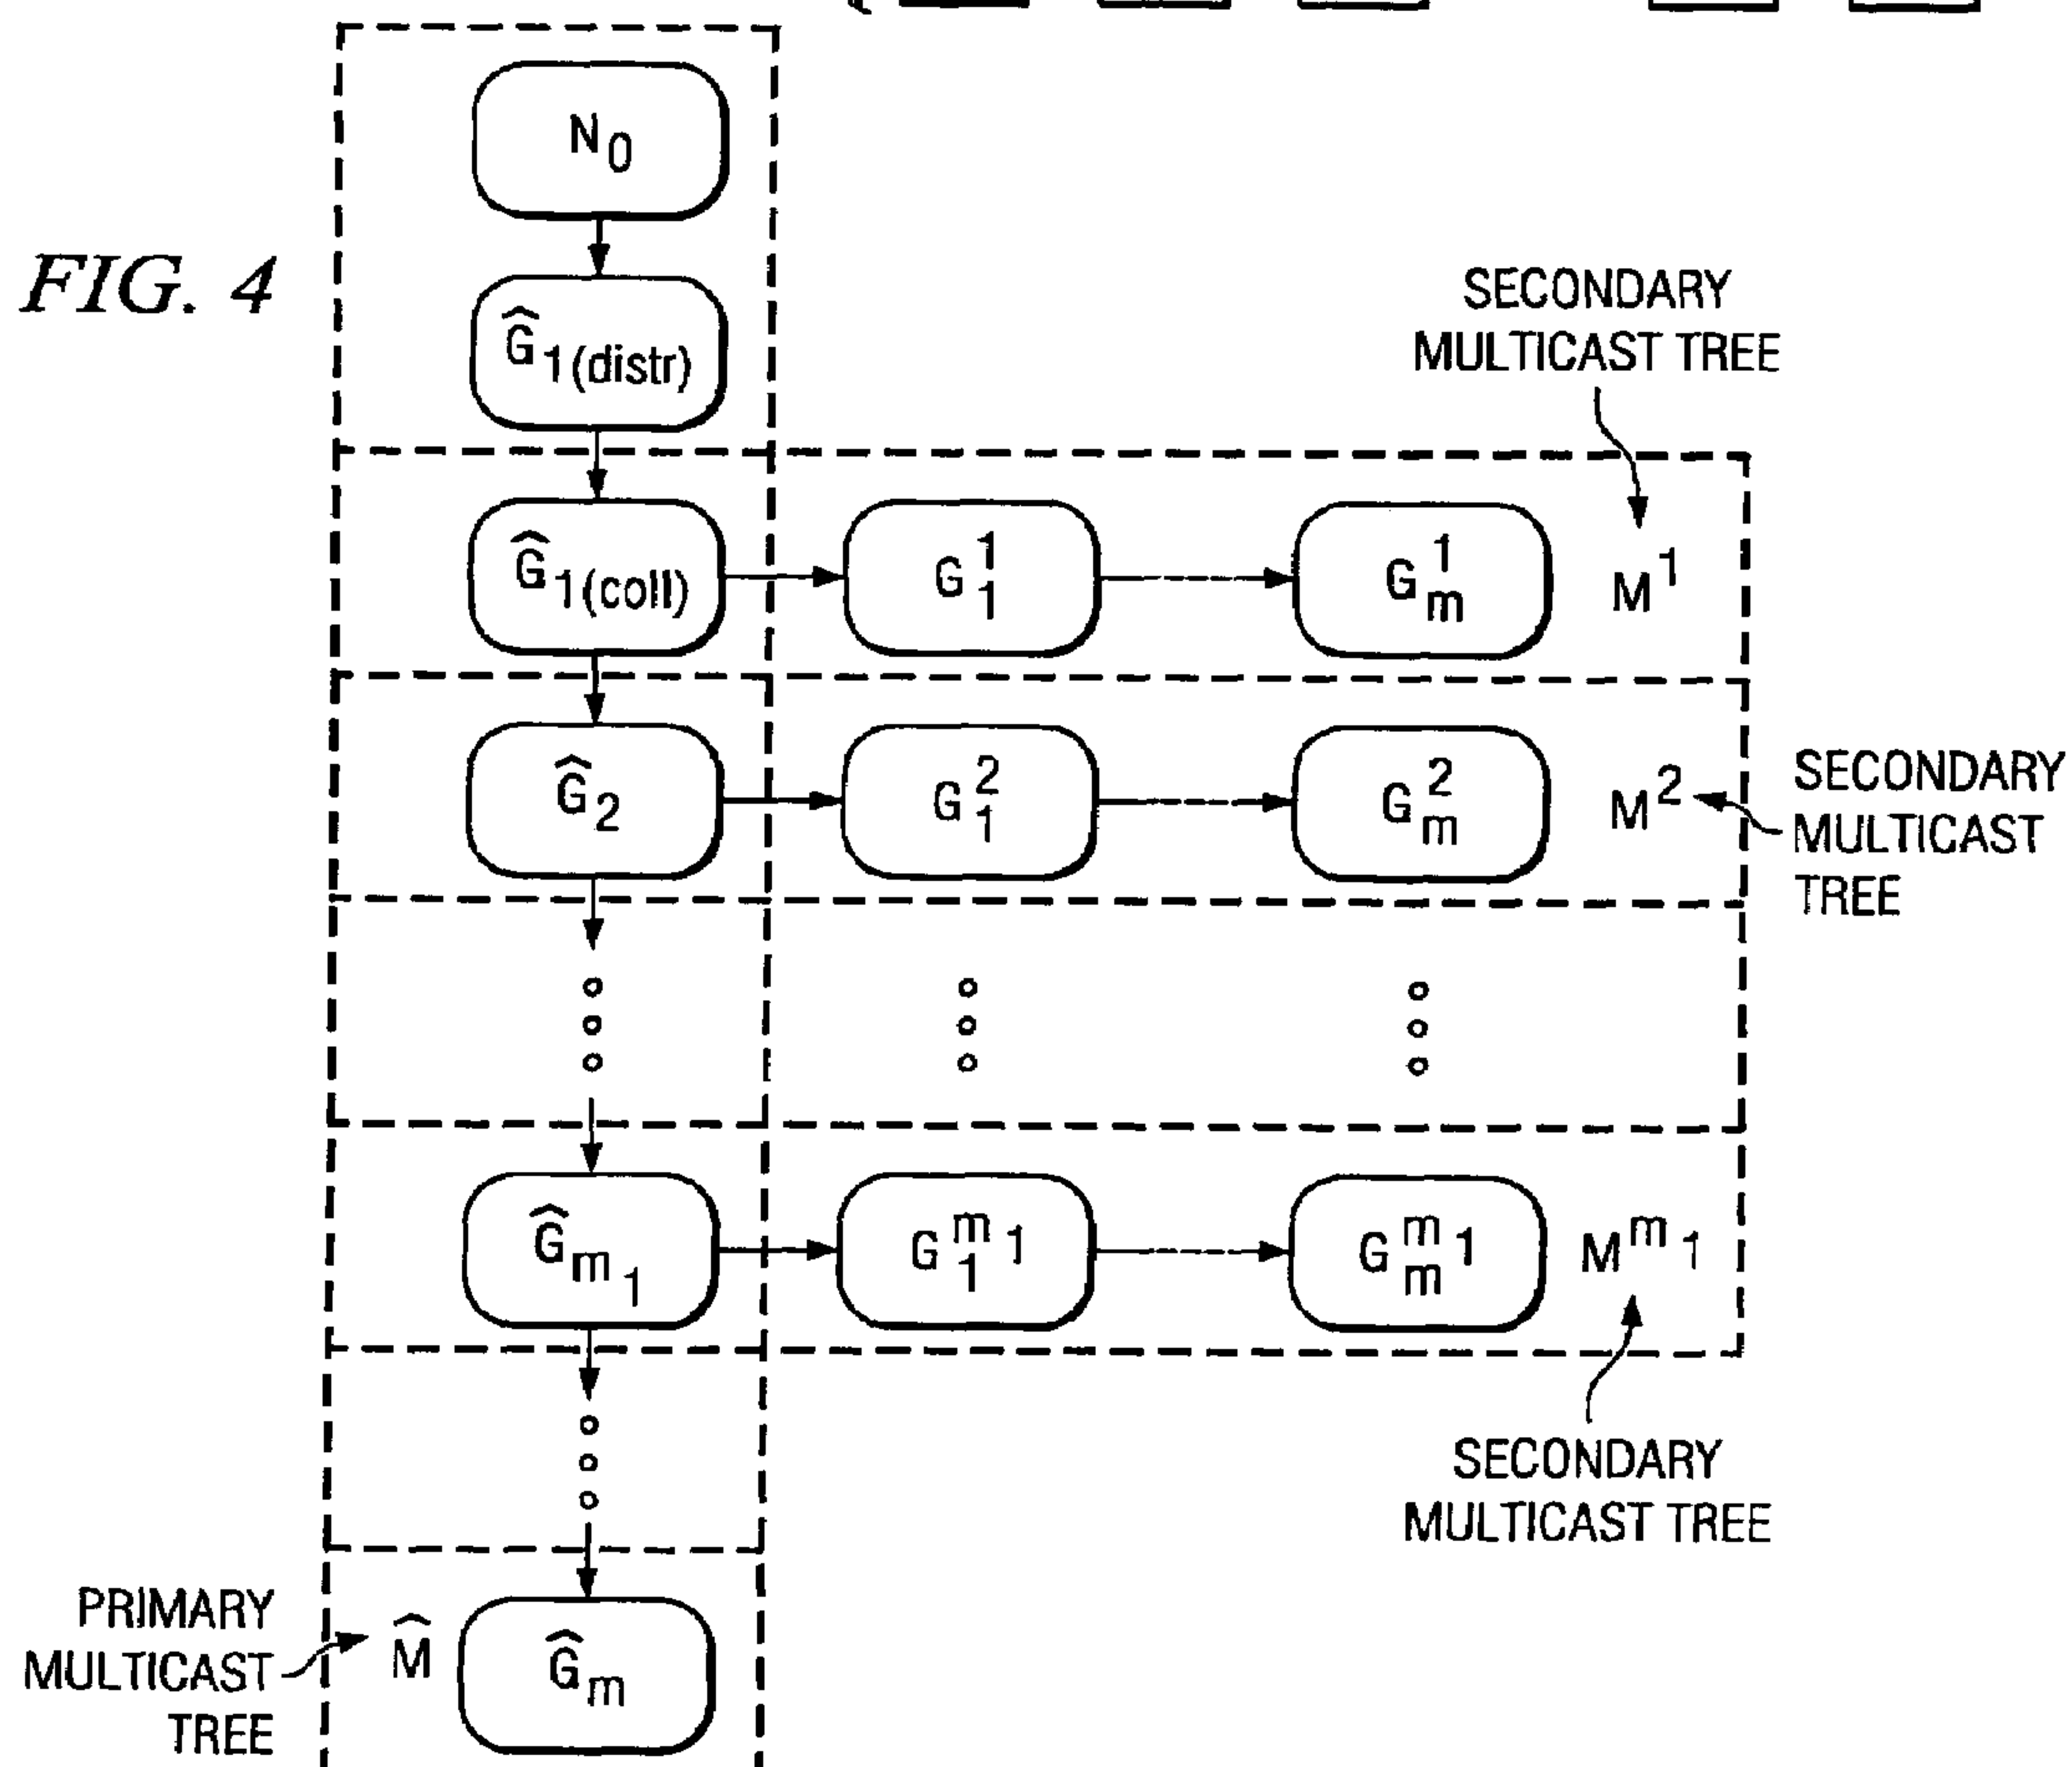 FIG. 4
N₀
Ĝ₁(distr)
SECONDARY
MULTICAST TREE
Ĝ₁(coll)
G¹₁
G¹ₘ
M¹
Ĝ₂
G²₁
G²ₘ
M²
SECONDARY
MULTICAST
TREE
Ĝₘ₁
G₁ᵐ¹
Gₘᵐ¹
Mᵐ¹
SECONDARY
MULTICAST TREE
PRIMARY
MULTICAST
TREE
M̂
Ĝₘ